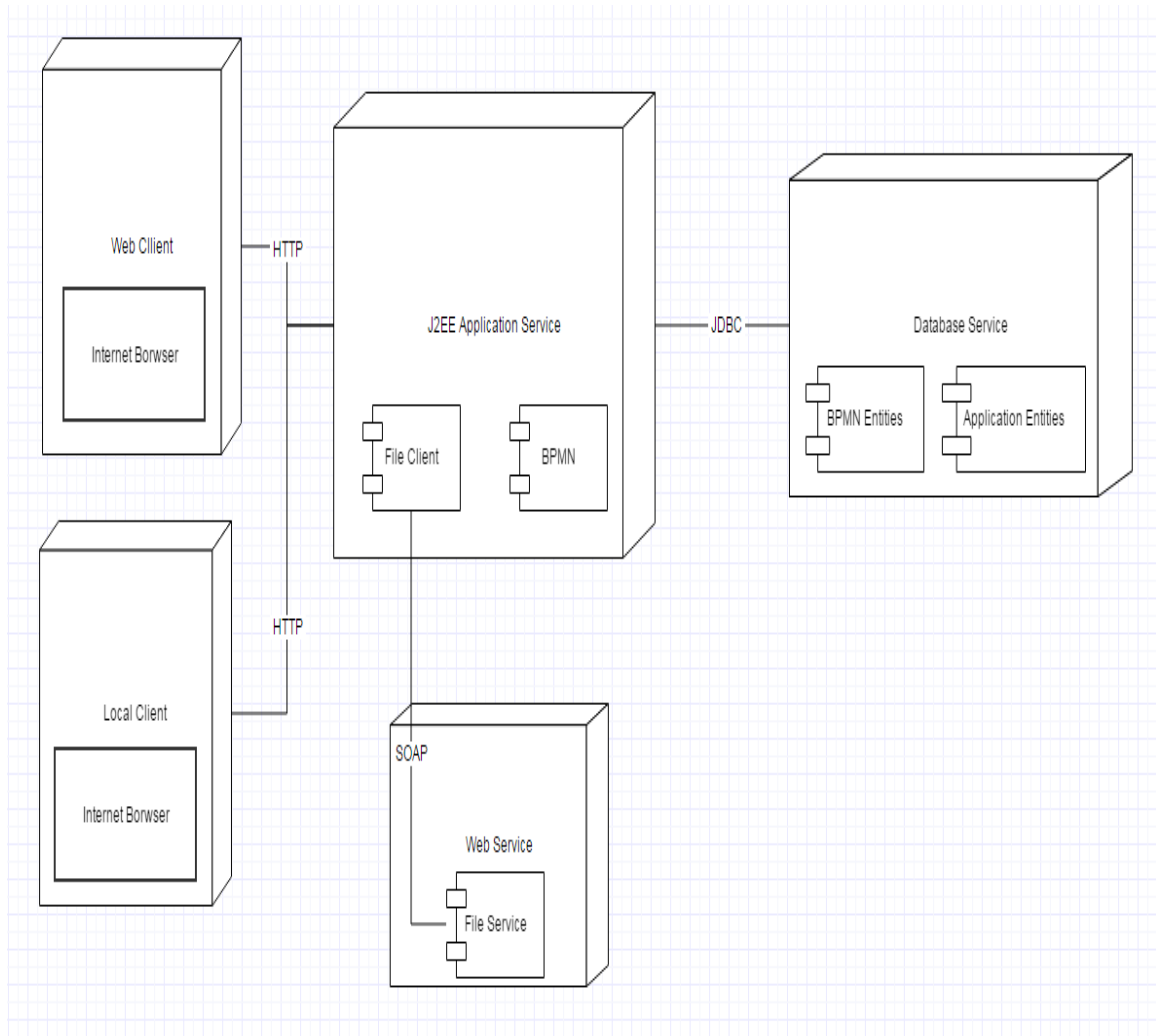 Web Cllient
HTTP
Internet Borwser
J2EE Application Service
JDBC
Database Service
File Client
BPMN
BPMN Entities
Application Entities
HTTP
Local Client
Internet Borwser
SOAP
Web Service
File Service